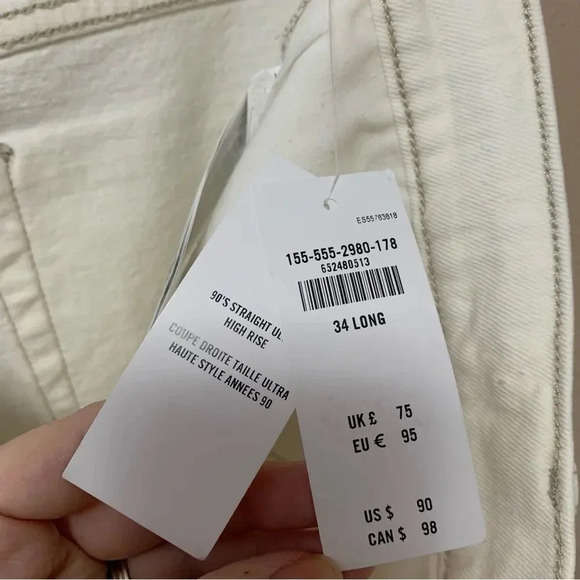 90'S STRAIGHT UL
HIGH RISE
COUPE DROITE TAILLE ULTRA
HAUTE STYLE ANNEES 90
155-555-2980-178
652480513
34 LONG
UK £ 75
EU € 95
US $ 90
CAN $ 98